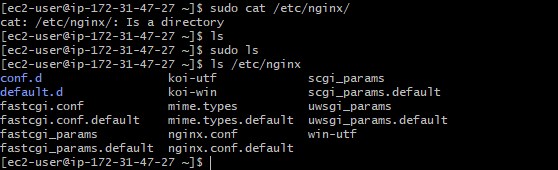 [ec2-user@ip-172-31-47-27 ~]$ sudo cat /etc/nginx/
cat: /etc/nginx/: Is a directory
[ec2-user@ip-172-31-47-27 ~]$ ls
[ec2-user@ip-172-31-47-27 ~]$ sudo ls
[ec2-user@ip-172-31-47-27 ~]$ ls /etc/nginx
conf.d koi-utf scgi_params
default.d koi-win scgi_params.default
fastcgi.conf mime.types uwsgi_params
fastcgi.conf.default mime.types.default uwsgi_params.default
fastcgi_params nginx.conf win-utf
fastcgi_params.default nginx.conf.default
[ec2-user@ip-172-31-47-27 ~]$